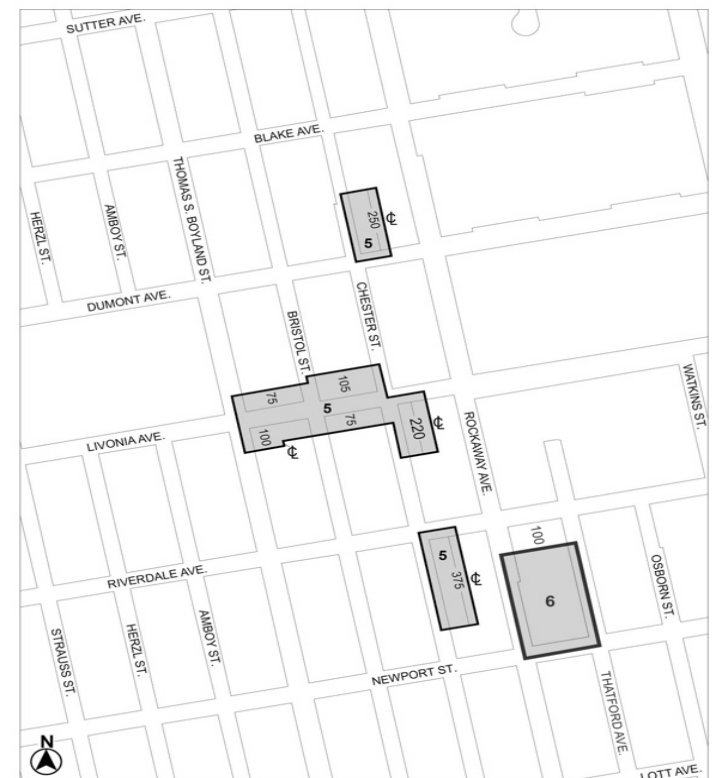 SUTTER AVE.
BLAKE AVE.
THOMAS S. BOYLAND ST.
HERZL ST.
AMBOY ST.
250
℄
5
DUMONT AVE.
BRISTOL ST.
CHESTER ST.
75
105
5
WATKINS ST.
100
75
220
℄
℄
ROCKAWAY AVE.
LIVONIA AVE.
100
5
375
℄
RIVERDALE AVE.
6
OSBORN ST.
STRAUSS ST.
HERZL ST.
AMBOY ST.
NEWPORT ST.
THATFORD AVE.
N
LOTT AVE.